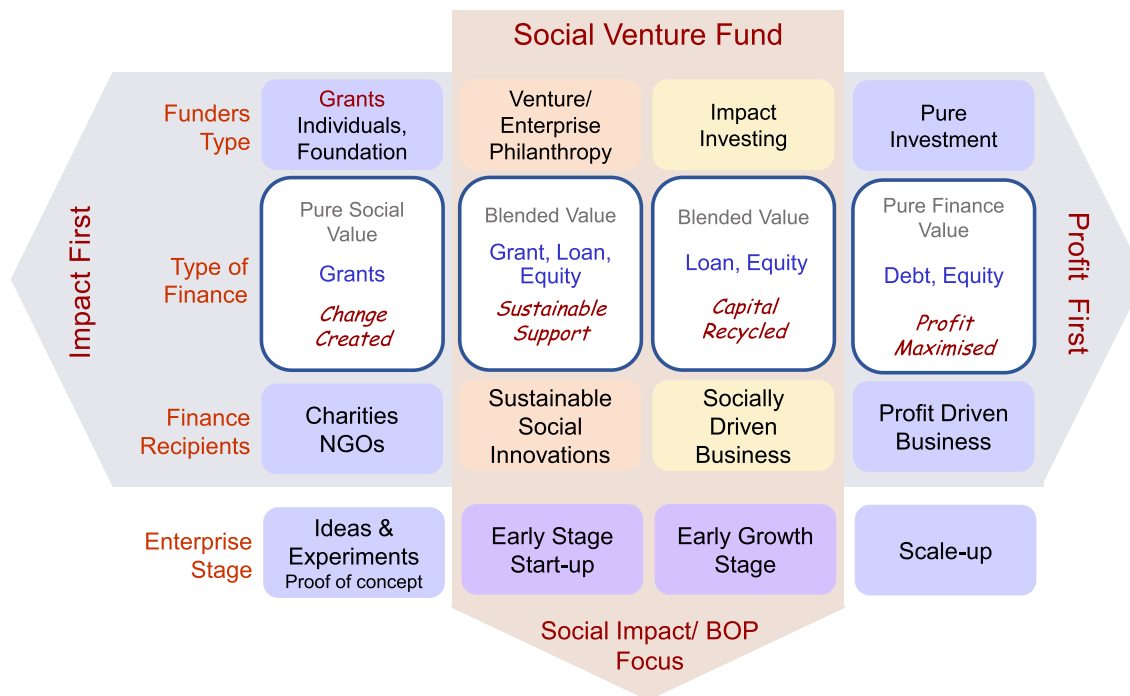 Social Venture Fund
Impact First
Profit First
Funders
Type
Grants
Individuals,
Foundation
Venture/
Enterprise
Philanthropy
Impact
Investing
Pure
Investment
Type of
Finance
Pure Social
Value
Grants
Change
Created
Blended Value
Grant, Loan,
Equity
Sustainable
Support
Blended Value
Loan, Equity
Capital
Recycled
Pure Finance
Value
Debt, Equity
Profit
Maximised
Finance
Recipients
Charities
NGOs
Sustainable
Social
Innovations
Socially
Driven
Business
Profit Driven
Business
Enterprise
Stage
Ideas &
Experiments
Proof of concept
Early Stage
Start-up
Early Growth
Stage
Scale-up
Social Impact/ BOP
Focus